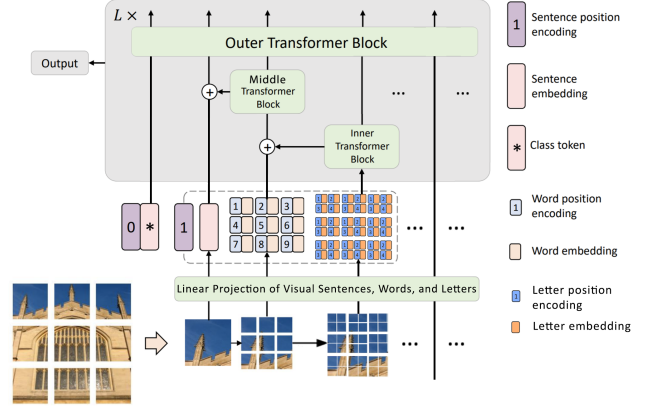 L ×
Outer Transformer Block
Output
Middle
Transformer
Block
+
...
...
Inner
Transformer
Block
+
0 *
1
1 2 3
4 5 6
7 8 9
... ...
Linear Projection of Visual Sentences, Words, and Letters
... ...
1
Sentence position
encoding
Sentence
embedding
*
Class token
1
Word position
encoding
Word embedding
1
Letter position
encoding
Letter embedding